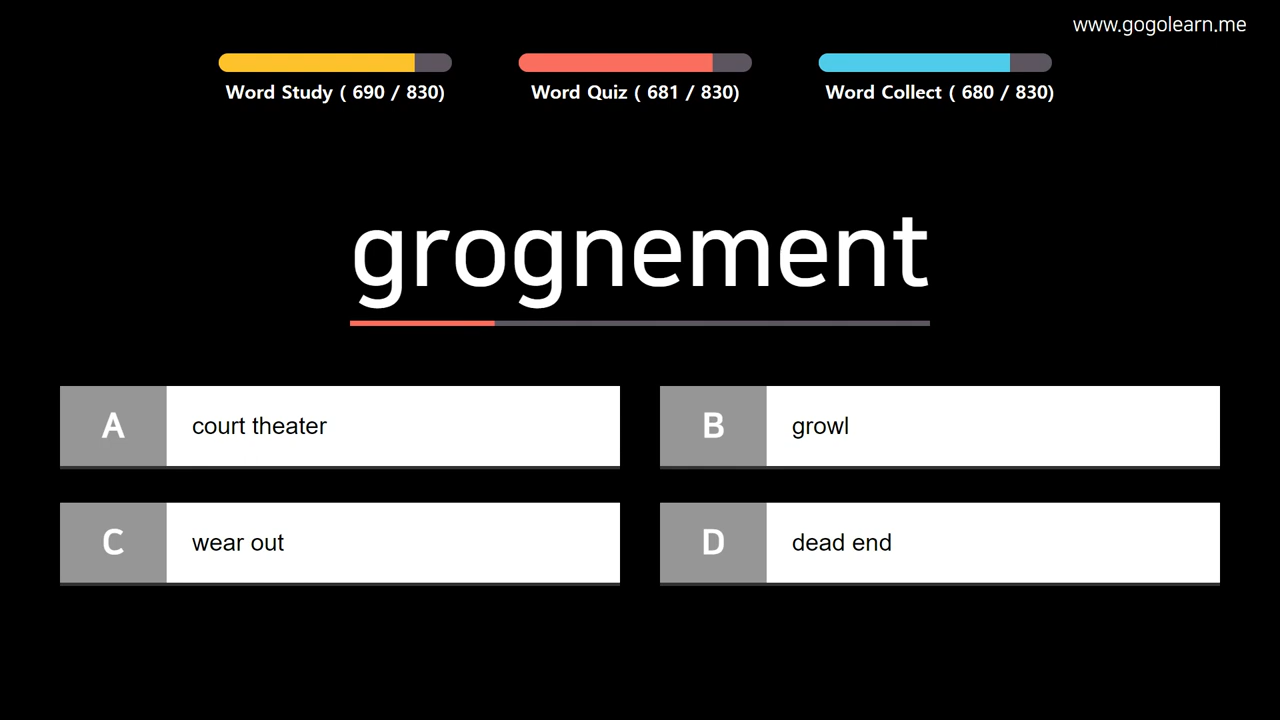 www.gogolearn.me
Word Study ( 690 / 830)
Word Quiz ( 681 / 830)
Word Collect ( 680 / 830)
grognement
A court theater
B growl
C wear out
D dead end